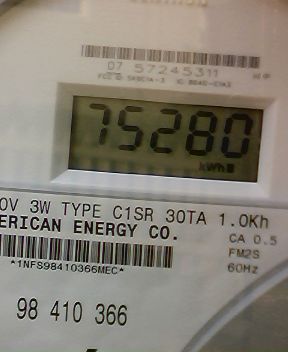 07 57245311
75280
kWh
0V 3W TYPE C1SR 30TA 1.0Kh
ERICAN ENERGY CO.
CA 0.5
FM2S
60Hz
*1NFS98410366MEC*
98 410 366